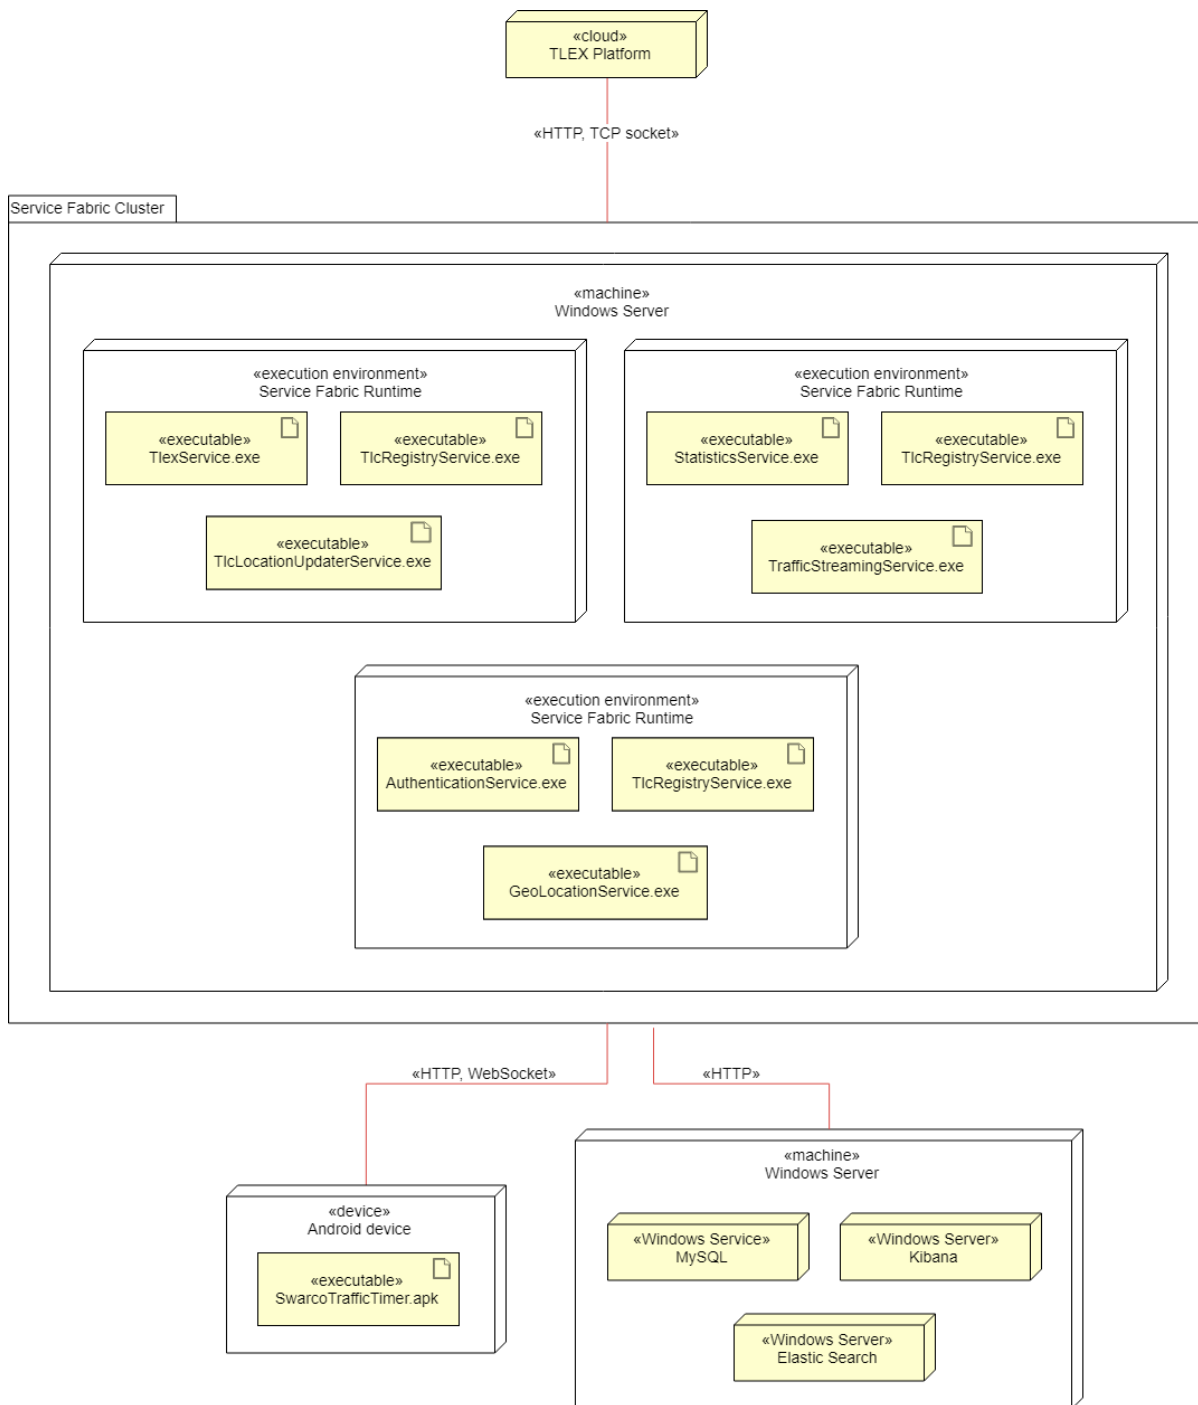 «cloud»
TLEX Platform
«HTTP, TCP socket»
Service Fabric Cluster
«machine»
Windows Server
«execution environment»
Service Fabric Runtime
«executable»
TlexService.exe
«executable»
TlcRegistryService.exe
«executable»
TlcLocationUpdaterService.exe
«execution environment»
Service Fabric Runtime
«executable»
StatisticsService.exe
«executable»
TlcRegistryService.exe
«executable»
TrafficStreamingService.exe
«execution environment»
Service Fabric Runtime
«executable»
AuthenticationService.exe
«executable»
TlcRegistryService.exe
«executable»
GeoLocationService.exe
«HTTP, WebSocket»
«HTTP»
«device»
Android device
«executable»
SwarcoTrafficTimer.apk
«machine»
Windows Server
«Windows Service»
MySQL
«Windows Server»
Kibana
«Windows Server»
Elastic Search